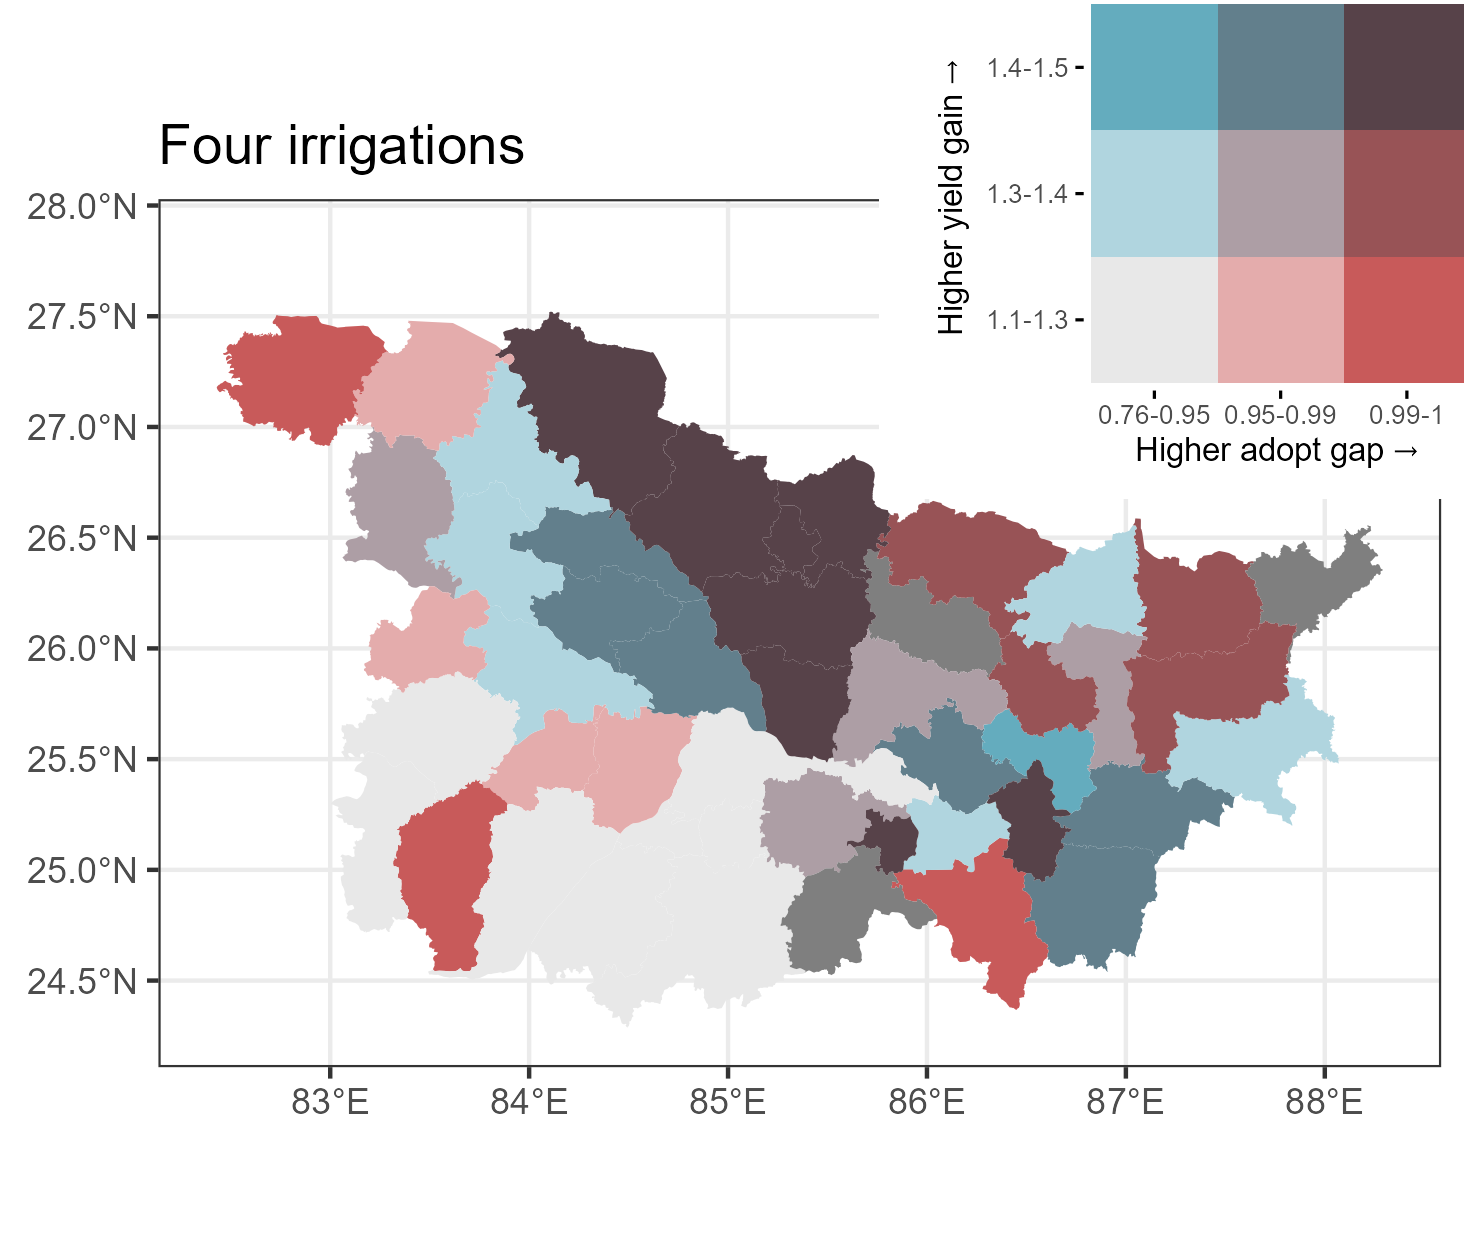 Four irrigations
Higher yield gain →
1.4-1.5
1.3-1.4
1.1-1.3
0.76-0.95 0.95-0.99 0.99-1
Higher adopt gap →
28.0°N
27.5°N
27.0°N
26.5°N
26.0°N
25.5°N
25.0°N
24.5°N
83°E 84°E 85°E 86°E 87°E 88°E